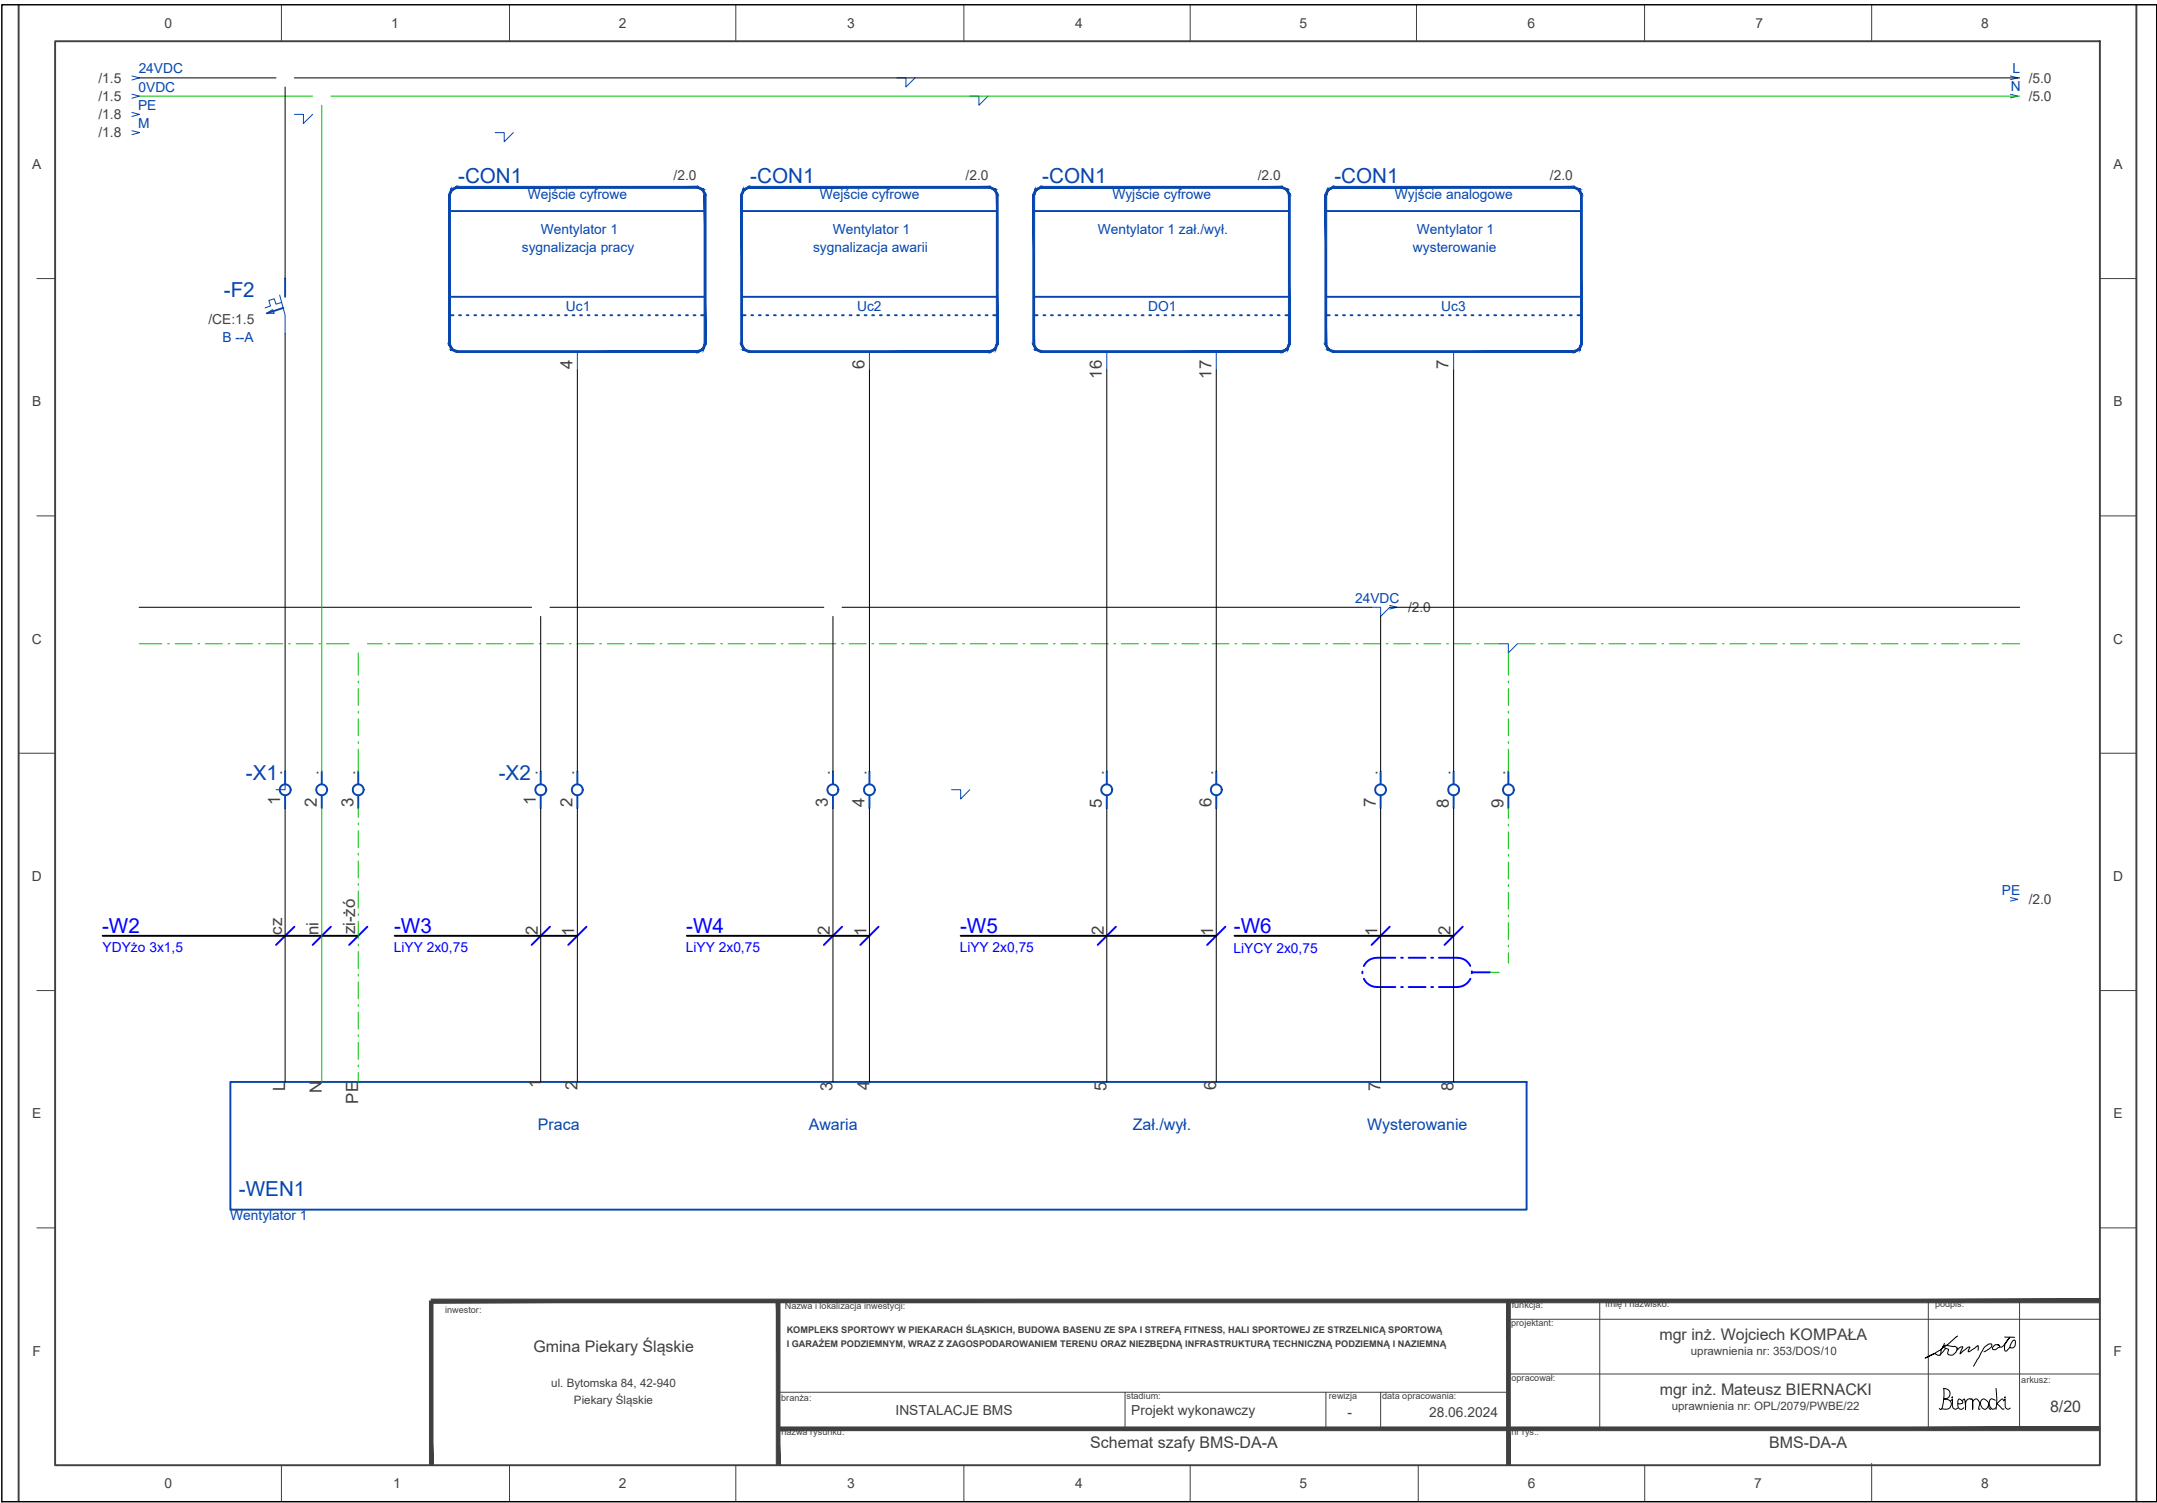 0 1 2 3 4 5 6 7 8
/1.5 24VDC
/1.5 0VDC
/1.8 PE
/1.8 M
L /5.0
N /5.0
A A
-CON1 /2.0
Wejście cyfrowe
Wentylator 1
sygnalizacja pracy
Uc1
4
-CON1 /2.0
Wejście cyfrowe
Wentylator 1
sygnalizacja awarii
Uc2
6
-CON1 /2.0
Wyjście cyfrowe
Wentylator 1 zał./wył.
DO1
16 17
-CON1 /2.0
Wyjście analogowe
Wentylator 1
wysterowanie
Uc3
7
-F2
/CE:1.5
B --A
B B
24VDC /2.0
C C
-X1 1 2 3
-X2 1 2 3 4 5 6 7 8 9
D D
PE /2.0
-W2 cz ni zi-żó
YDYżo 3x1,5
-W3 2 1
LiYY 2x0,75
-W4 2 1
LiYY 2x0,75
-W5 2 1
LiYY 2x0,75
-W6 1 2
LiYCY 2x0,75
L N PE 1 2 3 4 5 6 7 8
E E
Praca Awaria Zał./wył. Wysterowanie
-WEN1
Wentylator 1
F F
inwestor:
Gmina Piekary Śląskie
ul. Bytomska 84, 42-940
Piekary Śląskie
Nazwa i lokalizacja inwestycji:
KOMPLEKS SPORTOWY W PIEKARACH ŚLĄSKICH, BUDOWA BASENU ZE SPA I STREFĄ FITNESS, HALI SPORTOWEJ ZE STRZELNICĄ SPORTOWĄ
I GARAŻEM PODZIEMNYM, WRAZ Z ZAGOSPODAROWANIEM TERENU ORAZ NIEZBĘDNĄ INFRASTRUKTURĄ TECHNICZNĄ PODZIEMNĄ I NAZIEMNĄ
branża:
INSTALACJE BMS
stadium:
Projekt wykonawczy
rewizja
-
data opracowania:
28.06.2024
nazwa rysunku:
Schemat szafy BMS-DA-A
funkcja: imię i nazwisko: podpis:
projektant:
mgr inż. Wojciech KOMPAŁA
uprawnienia nr: 353/DOS/10
Kompała
opracował:
mgr inż. Mateusz BIERNACKI
uprawnienia nr: OPL/2079/PWBE/22
Biernacki
arkusz:
8/20
nr rys.:
BMS-DA-A
0 1 2 3 4 5 6 7 8